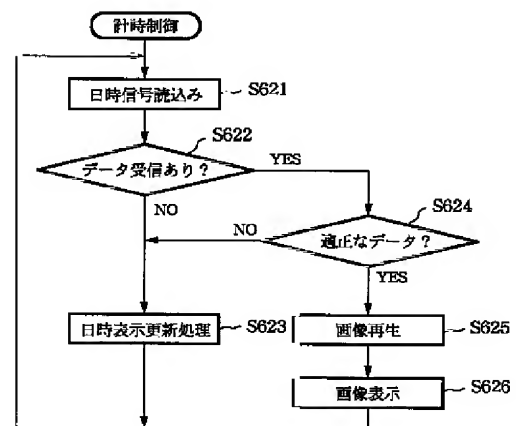 計時制御
日時信号読込み
S621
S622
データ受信あり?
YES
NO
S624
適正なデータ?
NO
YES
日時表示更新処理
S623
画像再生
S625
画像表示
S626